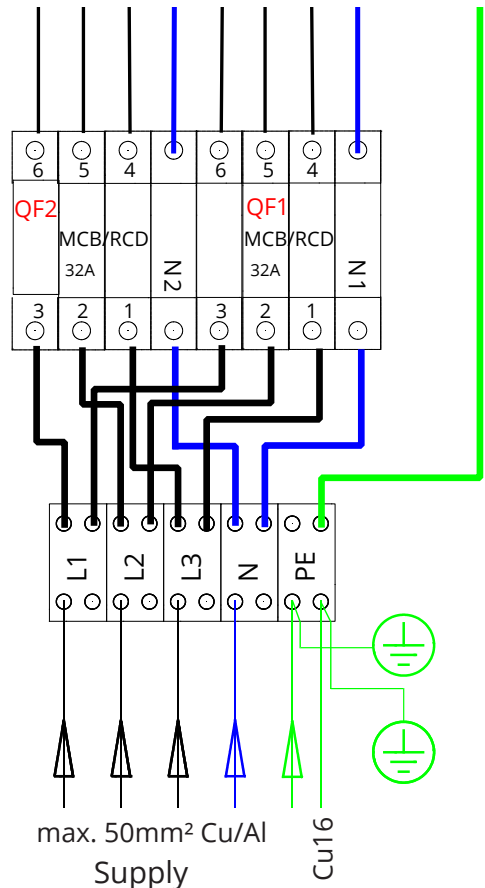 6 5 4 6 5 4
QF2 QF1
MCB/RCD MCB/RCD
32A N2 32A N1
3 2 1 3 2 1
L1 L2 L3 N PE
max. 50mm² Cu/Al
Supply
Cu16